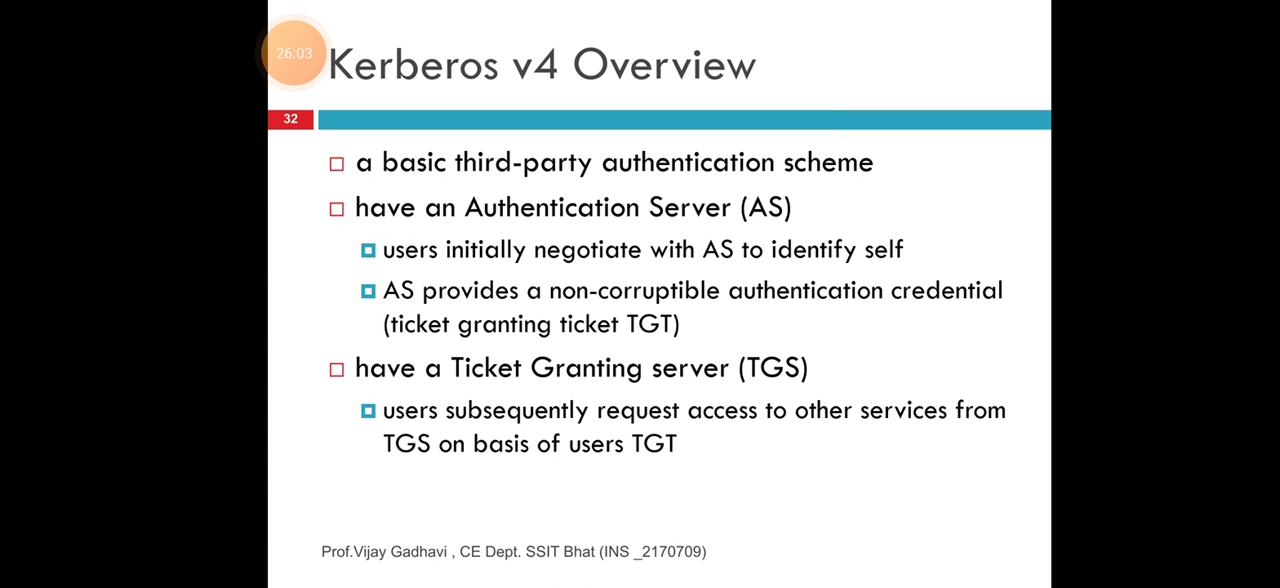 26:03
Kerberos v4 Overview
32
a basic third-party authentication scheme
have an Authentication Server (AS)
users initially negotiate with AS to identify self
AS provides a non-corruptible authentication credential
(ticket granting ticket TGT)
have a Ticket Granting server (TGS)
users subsequently request access to other services from
TGS on basis of users TGT
Prof.Vijay Gadhavi , CE Dept. SSIT Bhat (INS _2170709)